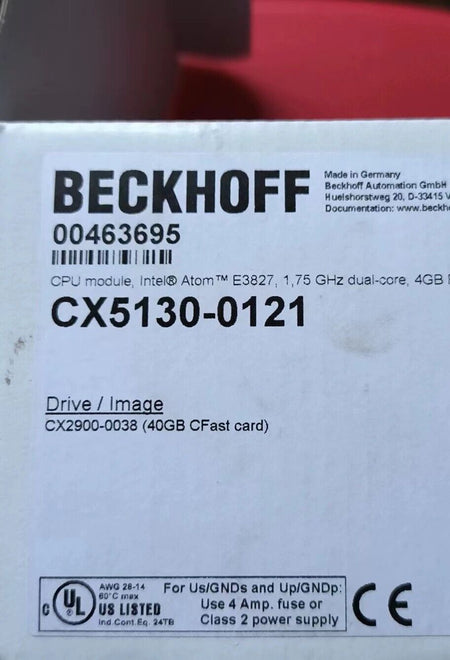 BECKHOFF
Made in Germany
Beckhoff Automation GmbH
Huelshorstweg 20, D-33415 V
Documentation: www.beckh
00463695
CPU module, Intel® Atom™ E3827, 1,75 GHz dual-core, 4GB
CX5130-0121
Drive / Image
CX2900-0038 (40GB CFast card)
C UL ®
AWG 28-14
60°C max
US LISTED
Ind.Cont.Eq. 24TB
For Us/GNDs and Up/GNDp:
Use 4 Amp. fuse or
Class 2 power supply
CE